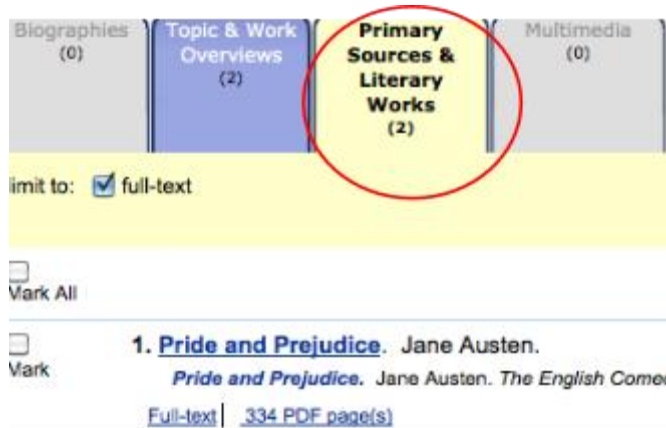 Biographies
(0)
Topic & Work
Overviews
(2)
Primary
Sources &
Literary
Works
(2)
Multimedia
(0)
imit to: full-text
Mark All
Mark
1. Pride and Prejudice. Jane Austen.
Pride and Prejudice. Jane Austen. The English Come
Full-text 334 PDF page(s)